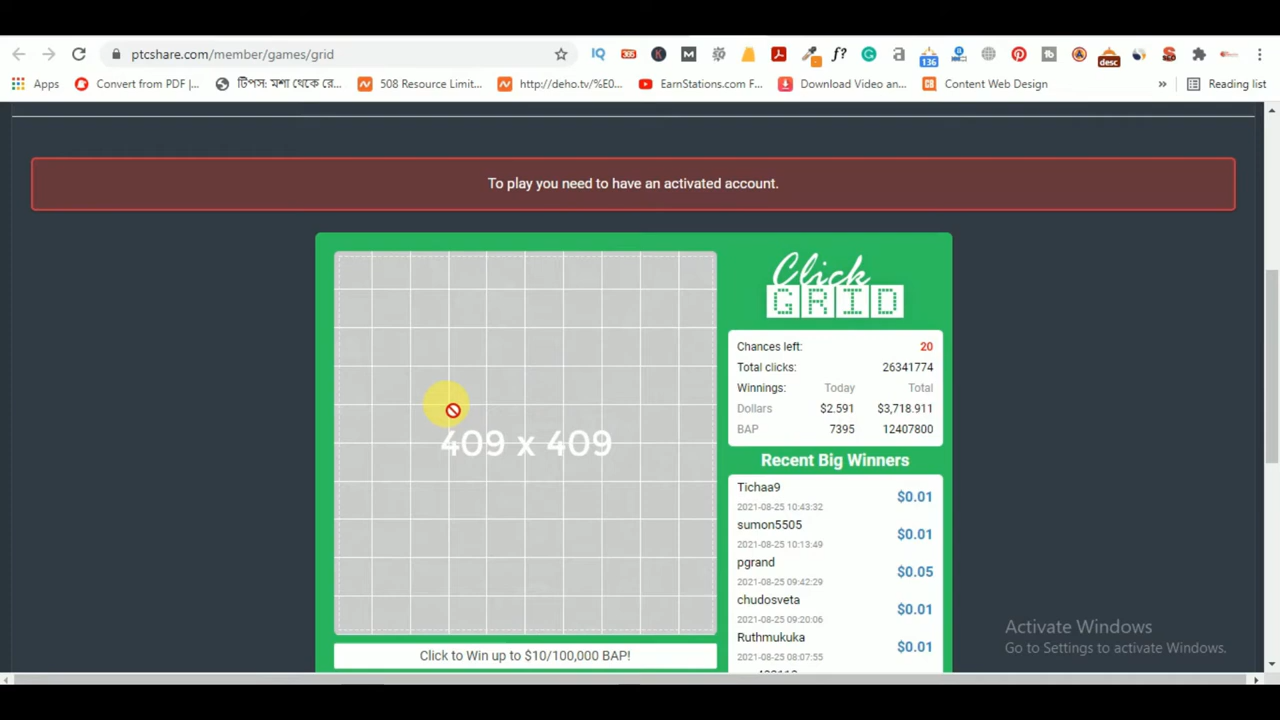 ptcshare.com/member/games/grid
136
desc
Apps
Convert from PDF |...
টিপস: মশা থেকে রে...
508 Resource Limit...
http://deho.tv/%E0...
EarnStations.com F...
Download Video an...
Content Web Design
»
Reading list
To play you need to have an activated account.
409 x 409
Click to Win up to $10/100,000 BAP!
Click
GRID
Chances left: 20
Total clicks: 26341774
Winnings: Today Total
Dollars $2.591 $3,718.911
BAP 7395 12407800
Recent Big Winners
Tichaa9 $0.01
2021-08-25 10:43:32
sumon5505 $0.01
2021-08-25 10:13:49
pgrand $0.05
2021-08-25 09:42:29
chudosveta $0.01
2021-08-25 09:20:06
Ruthmukuka $0.01
2021-08-25 08:07:55
Activate Windows
Go to Settings to activate Windows.